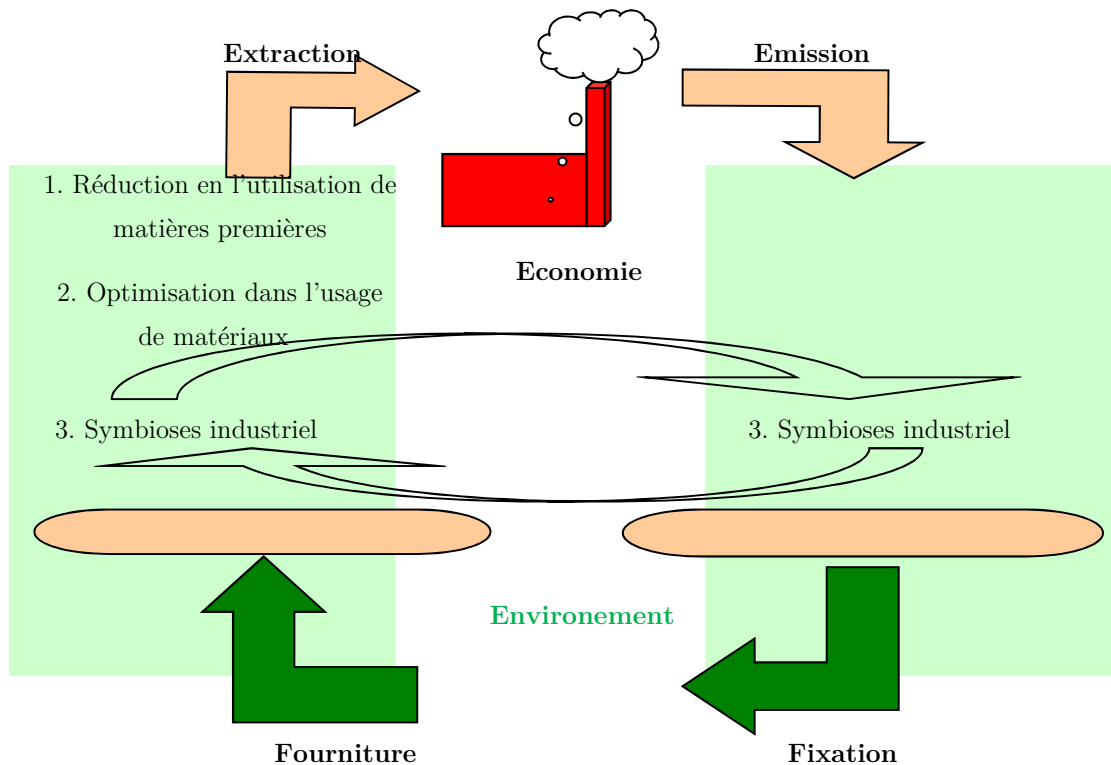 Extraction
Emission
1. Réduction en l'utilisation de
matières premières
Economie
2. Optimisation dans l'usage
de matériaux
3. Symbioses industriel
3. Symbioses industriel
Environement
Fourniture
Fixation